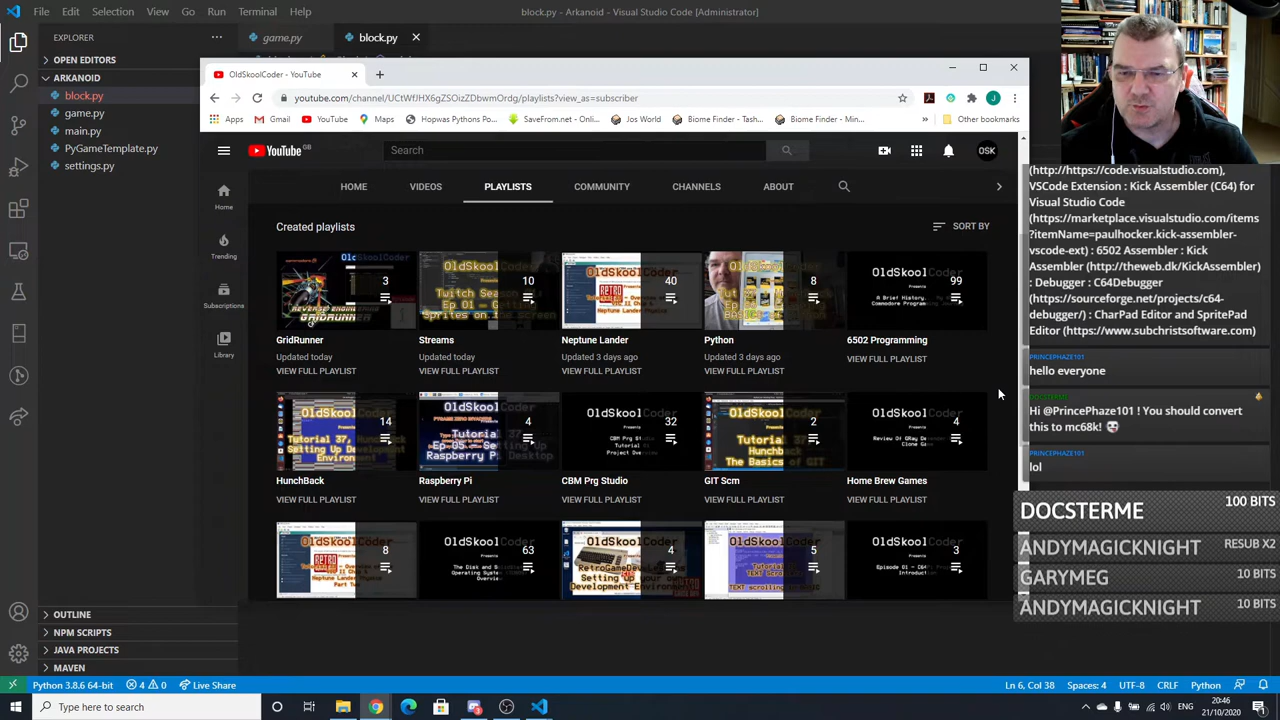 File Edit Selection View Go Run Terminal Help
block.py - Arkanoid - Visual Studio Code [Administrator]
EXPLORER
game.py
block.py
OPEN EDITORS
ARKANOID
block.py
game.py
main.py
PyGameTemplate.py
settings.py
OldSkoolCoder - YouTube
youtube.com/channel/UCtWfJHX6gZSOizZDbwmOrdg/playlists?view_as=subscriber
Apps Gmail YouTube Maps Hopwas Pythons Po... SaveFrom.net - Onl... Jos World Biome Finder - Tash... Biome Finder - Min... » Other bookmarks
YouTube GB
Search
OSK
HOME VIDEOS PLAYLISTS COMMUNITY CHANNELS ABOUT
Home
Trending
Subscriptions
Library
Created playlists
SORT BY
3
10
40
8
99
GridRunner
Updated today
VIEW FULL PLAYLIST
Streams
Updated today
VIEW FULL PLAYLIST
Neptune Lander
Updated 3 days ago
VIEW FULL PLAYLIST
Python
Updated 3 days ago
VIEW FULL PLAYLIST
6502 Programming
VIEW FULL PLAYLIST
14
4
32
2
4
HunchBack
VIEW FULL PLAYLIST
Raspberry Pi
VIEW FULL PLAYLIST
CBM Prg Studio
VIEW FULL PLAYLIST
GIT Scm
VIEW FULL PLAYLIST
Home Brew Games
VIEW FULL PLAYLIST
8
63
4
5
3
(http://https://code.visualstudio.com),
VSCode Extension : Kick Assembler (C64) for
Visual Studio Code
(https://marketplace.visualstudio.com/items
?itemName=paulhocker.kick-assembler-
vscode-ext) : 6502 Assembler : Kick
Assembler (http://theweb.dk/KickAssembler)
: Debugger : C64Debugger
(https://sourceforge.net/projects/c64-
debugger/) : CharPad Editor and SpritePad
Editor (https://www.subchristsoftware.com)
PRINCEPHAZE101
hello everyone
DOCSTERME
Hi @PrincePhaze101 ! You should convert
this to mc68k!
PRINCEPHAZE101
lol
DOCSTERME 100 BITS
ANDYMAGICKNIGHT RESUB X2
GARYMEG 10 BITS
ANDYMAGICKNIGHT 10 BITS
OUTLINE
NPM SCRIPTS
JAVA PROJECTS
MAVEN
Python 3.8.6 64-bit 4 0 Live Share
Ln 6, Col 38 Spaces: 4 UTF-8 CRLF Python
Type here to search
20:46
21/10/2020